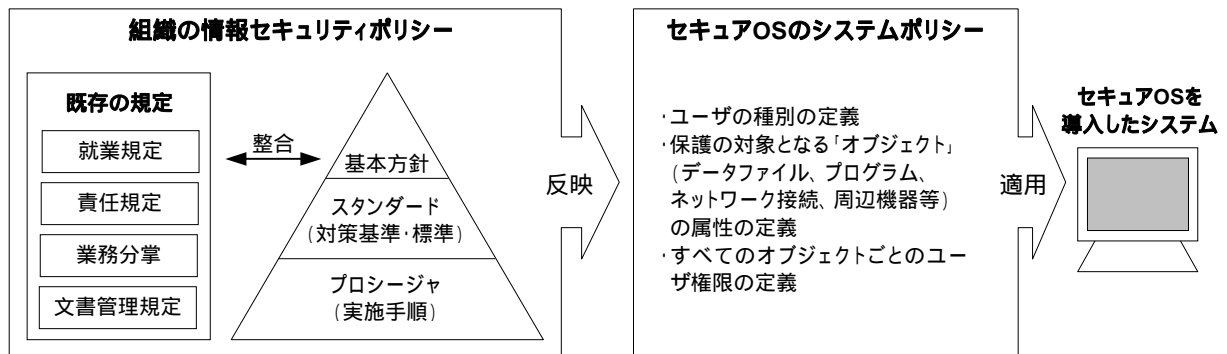 組織の情報セキュリティポリシー
既存の規定
就業規定
責任規定
業務分掌
文書管理規定
整合
基本方針
スタンダード
(対策基準・標準)
プロシージャ
(実施手順)
反映
セキュアOSのシステムポリシー
・ユーザの種別の定義
・保護の対象となる「オブジェクト」
(データファイル、プログラム、
ネットワーク接続、周辺機器等)
の属性の定義
・すべてのオブジェクトごとのユー
ザ権限の定義
適用
セキュアOSを
導入したシステム